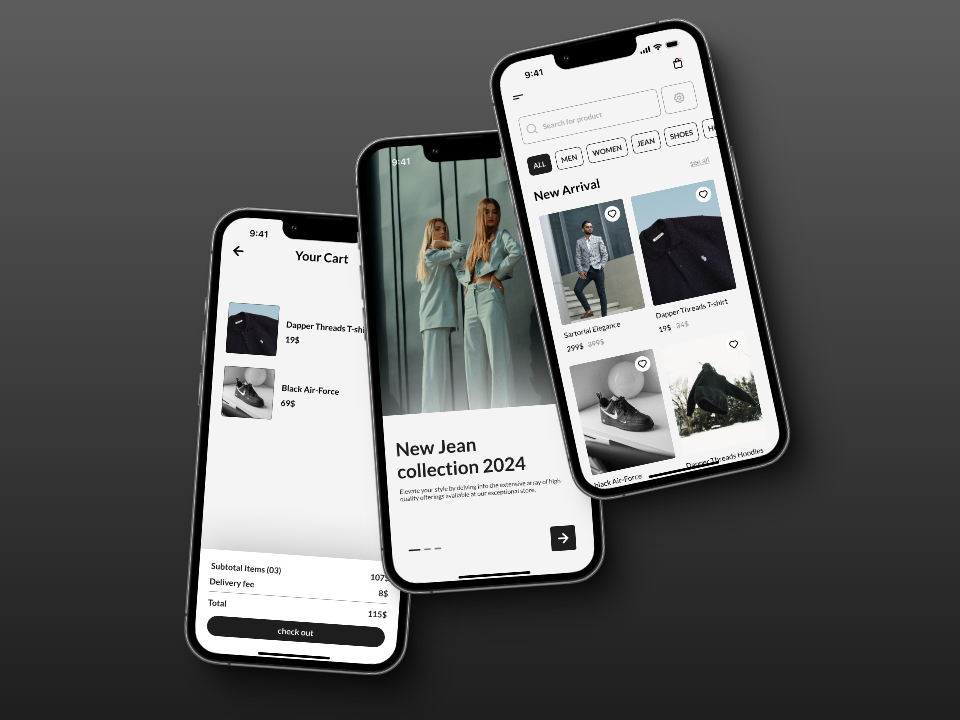 9:41
Your Cart
Dapper Threads T-shi
19$
Black Air-Force
69$
Subtotal Items (03)
107$
Delivery fee
8$
Total
115$
check out
9:41
New Jean
collection 2024
Elevate your style by delving into the extensive array of high
quality offerings available at our exceptional store.
9:41
Search for product
ALL
MEN
WOMEN
JEAN
SHOES
New Arrival
see all
Sartorial Elegance
299$ 399$
Dapper Threads T-shirt
19$ 34$
black Air-Force
Dapper Threads Hoodies